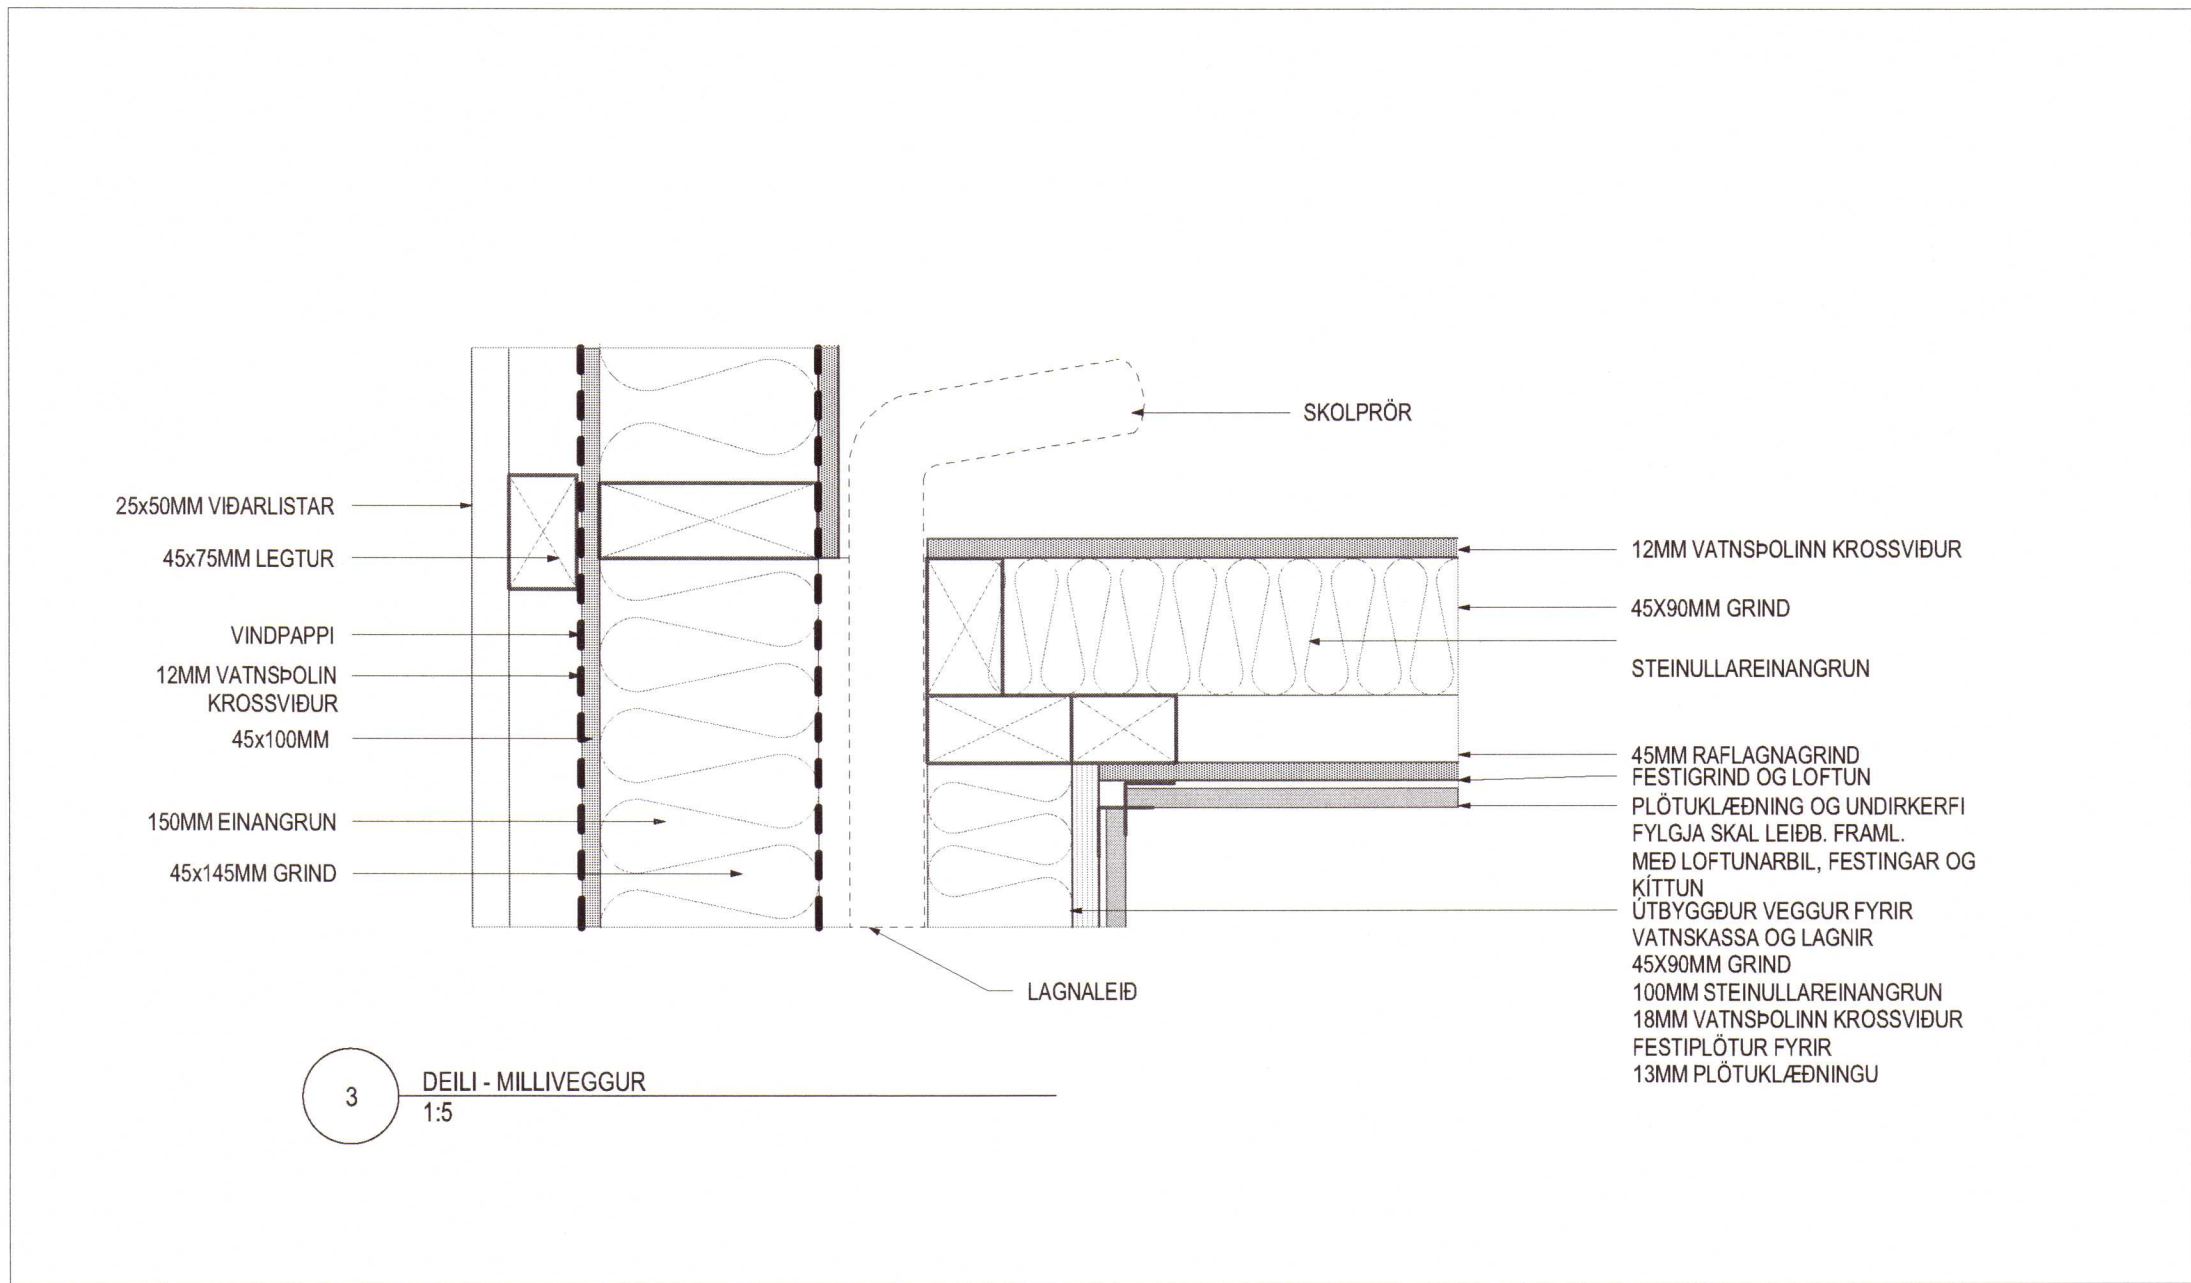 SKOLPRÖR
25x50MM VIÐARLISTAR
45x75MM LEGTUR
VINDPAPPI
12MM VATNSÞOLIN
KROSSVIÐUR
45x100MM
150MM EINANGRUN
45x145MM GRIND
12MM VATNSÞOLINN KROSSVIÐUR
45X90MM GRIND
STEINULLAREINANGRUN
45MM RAFLAGNAGRIND
FESTIGRIND OG LOFTUN
PLÖTUKLÆÐNING OG UNDIRKERFI
FYLGJA SKAL LEIÐB. FRAML.
MEÐ LOFTUNARBIL, FESTINGAR OG
KÍTTUN
ÚTBYGGÐUR VEGGUR FYRIR
VATNSKASSA OG LAGNIR
45X90MM GRIND
100MM STEINULLAREINANGRUN
18MM VATNSÞOLINN KROSSVIÐUR
FESTIPLÖTUR FYRIR
13MM PLÖTUKLÆÐNINGU
LAGNALEIÐ
3
DEILI - MILLIVEGGUR
1:5